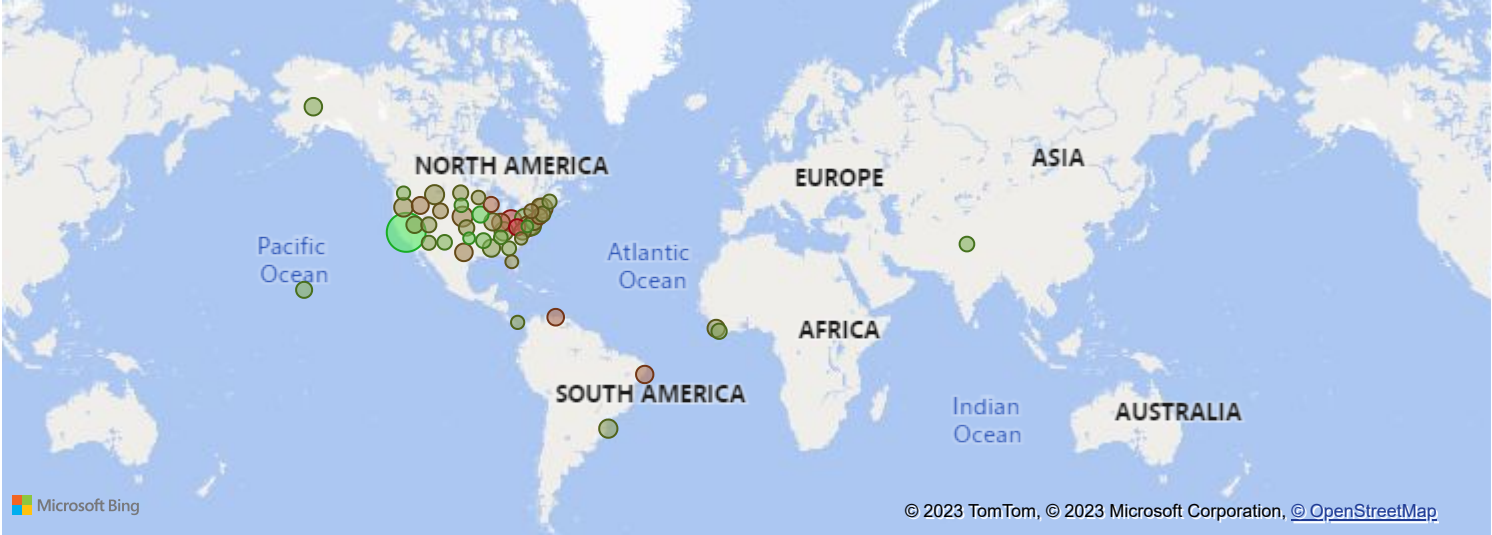 NORTH AMERICA
ASIA
EUROPE
Pacific
Ocean
Atlantic
Ocean
AFRICA
SOUTH AMERICA
Indian
Ocean
AUSTRALIA
Microsoft Bing
© 2023 TomTom, © 2023 Microsoft Corporation, © OpenStreetMap